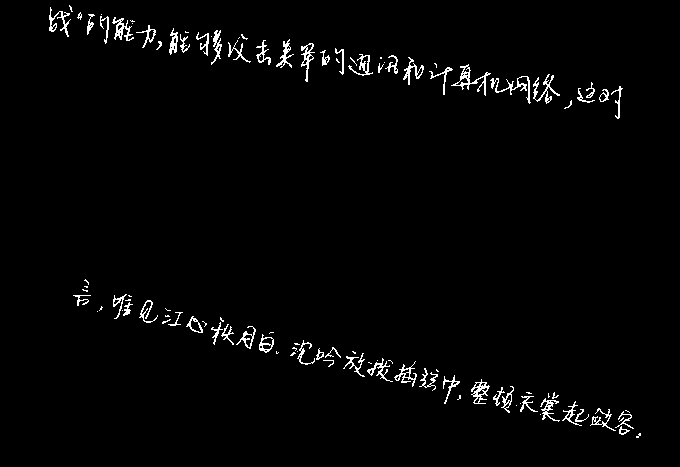 战"的能力,能够反击美军的通讯和计算机网络,这对
言,唯见江心秋月白.沉吟放拨插弦中,整顿衣裳起敛容。